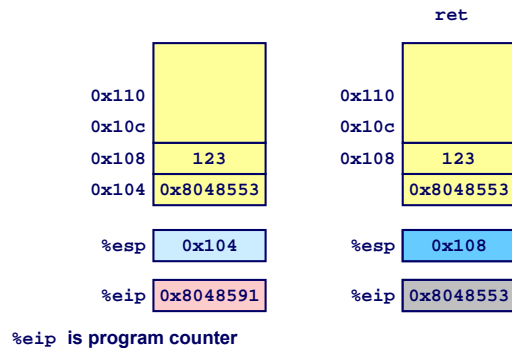 ret
0x110 0x110
0x10c 0x10c
0x108 123 0x108 123
0x104 0x8048553 0x8048553
%esp 0x104 %esp 0x108
%eip 0x8048591 %eip 0x8048553
%eip is program counter